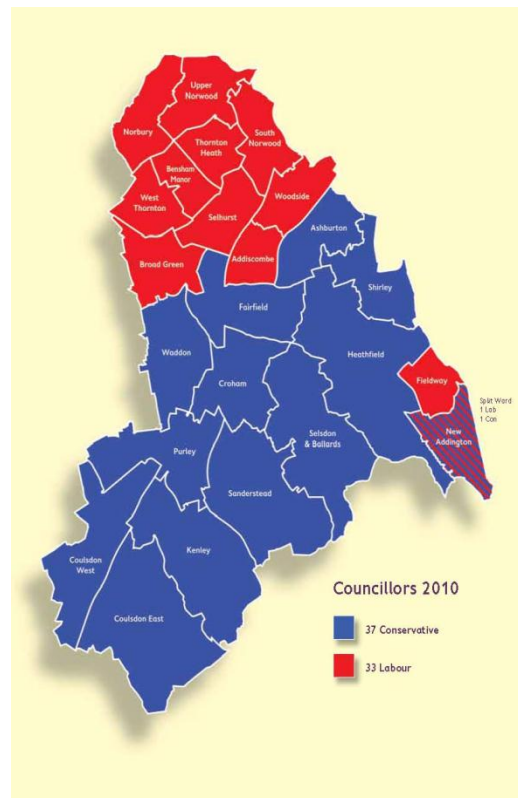 Upper
Norwood
Norbury
Thornton
Heath
South
Norwood
Bensham
Manor
West
Thornton
Selhurst
Woodside
Ashburton
Broad Green
Addiscombe
Shirley
Fairfield
Waddon
Heathfield
Croham
Fieldway
Split Ward
1 Lab
1 Con
New
Addington
Selsdon
& Ballards
Purley
Sanderstead
Kenley
Coulsdon
West
Coulsdon East
Councillors 2010
37 Conservative
33 Labour